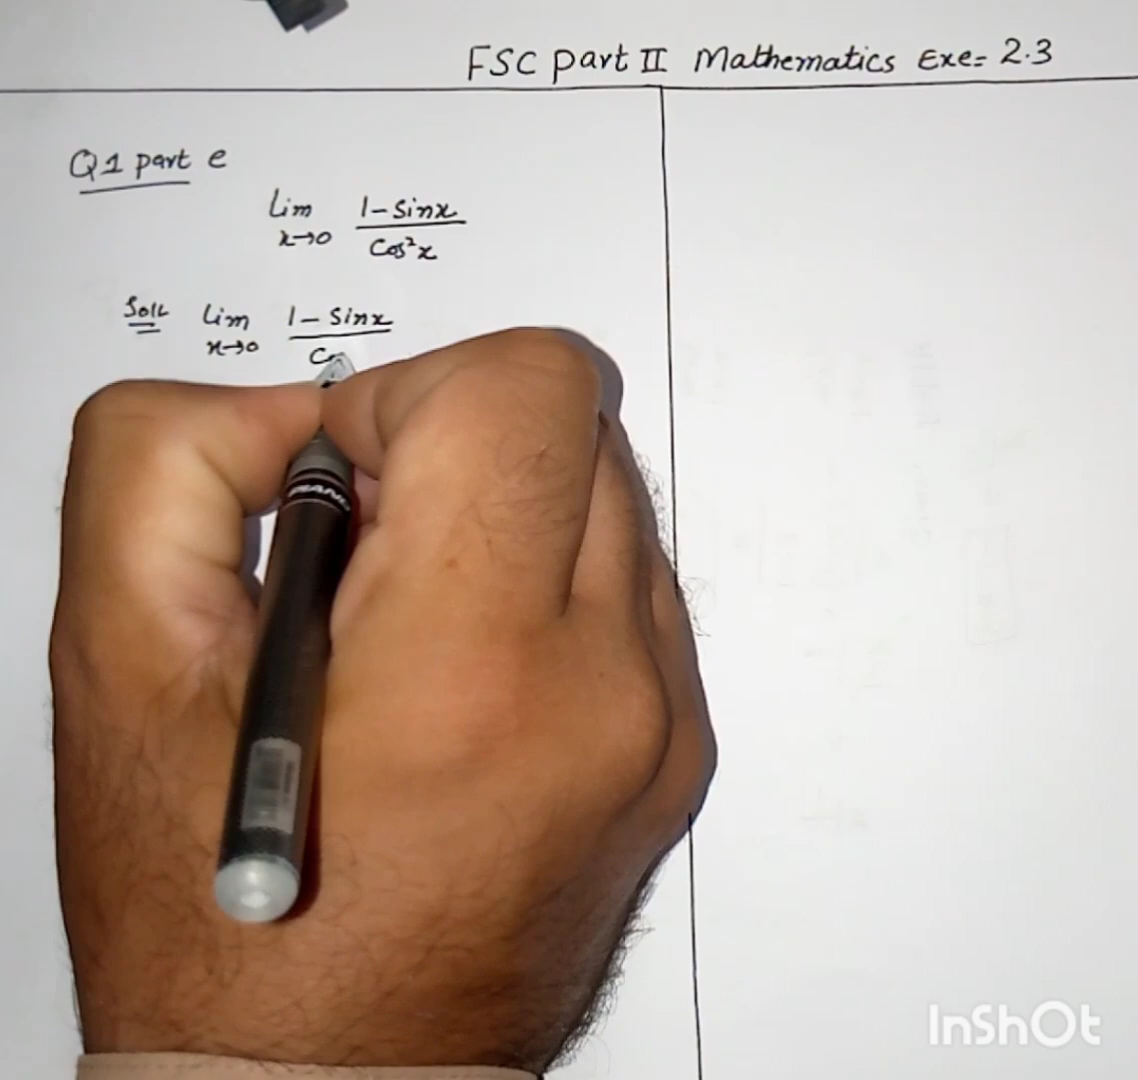 FSC part II Mathematics Exe= 2.3
Q1 part e
Lim 1-Sinx
x→0 Cos²x
Sol: Lim 1- Sinx
x→0
InShOt